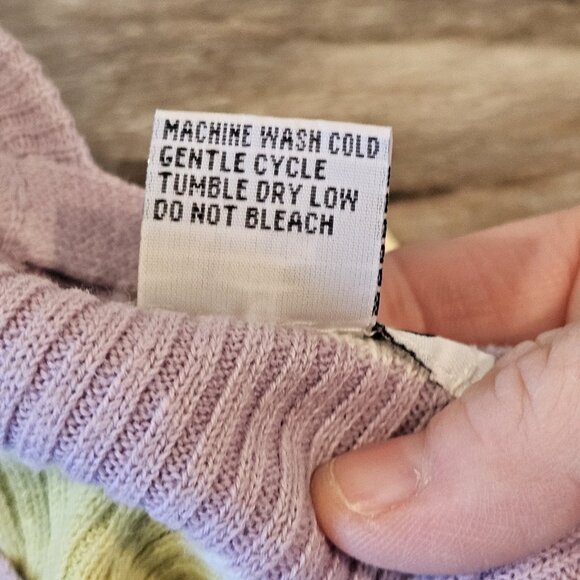 MACHINE WASH COLD
GENTLE CYCLE
TUMBLE DRY LOW
DO NOT BLEACH